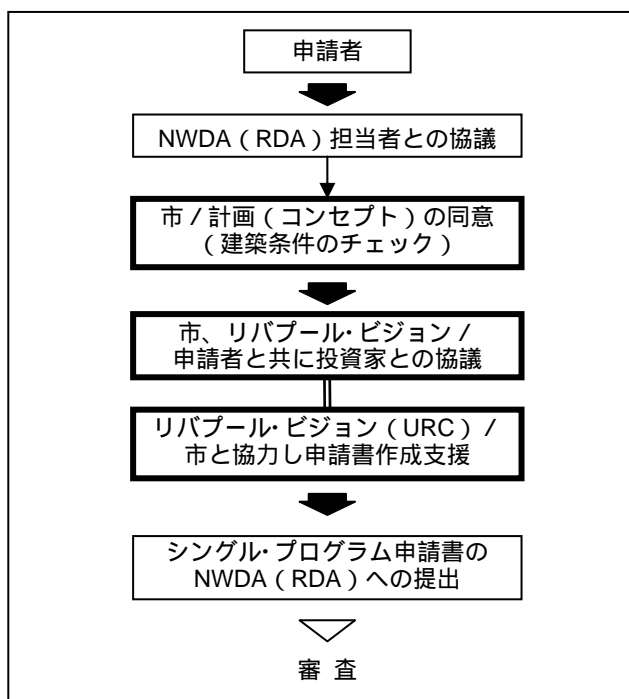 申請者
NWDA（RDA）担当者との協議
市／計画（コンセプト）の同意
（建築条件のチェック）
市、リバプール･ビジョン／
申請者と共に投資家との協議
リバプール･ビジョン（URC）／
市と協力し申請書作成支援
シングル･プログラム申請書の
NWDA（RDA）への提出
審 査